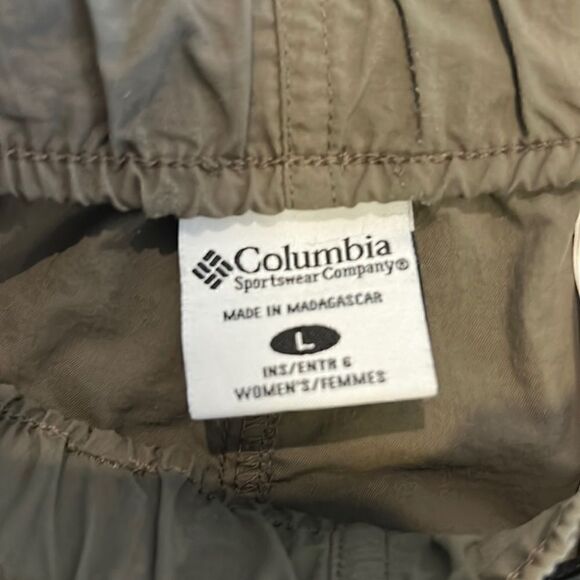 Columbia
Sportswear Company®
MADE IN MADAGASCAR
L
INS/ENTR 6
WOMEN'S/FEMMES